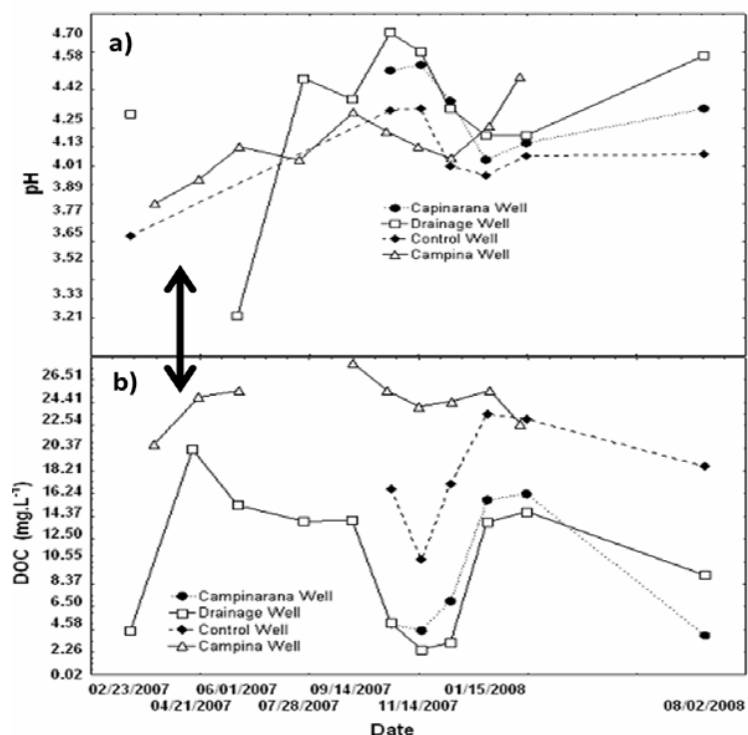 a)
4.70
4.58
4.42
4.25
4.13
4.01
3.89
3.77
3.65
3.52
3.33
3.21
pH
Capinarana Well
Drainage Well
Control Well
Campina Well
b)
26.51
24.41
22.54
20.37
18.21
16.24
14.37
12.50
10.55
8.37
6.50
4.58
2.26
0.02
DOC (mg.L⁻¹)
Campinarana Well
Drainage Well
Control Well
Campina Well
02/23/2007 06/01/2007 09/14/2007 01/15/2008
04/21/2007 07/28/2007 11/14/2007 08/02/2008
Date